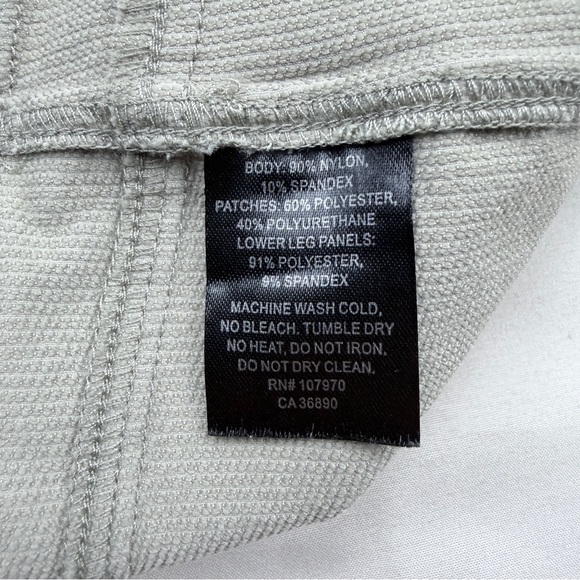 BODY: 90% NYLON,
10% SPANDEX
PATCHES: 60% POLYESTER,
40% POLYURETHANE
LOWER LEG PANELS:
91% POLYESTER,
9% SPANDEX
MACHINE WASH COLD,
NO BLEACH. TUMBLE DRY
NO HEAT, DO NOT IRON.
DO NOT DRY CLEAN.
RN# 107970
CA 36890